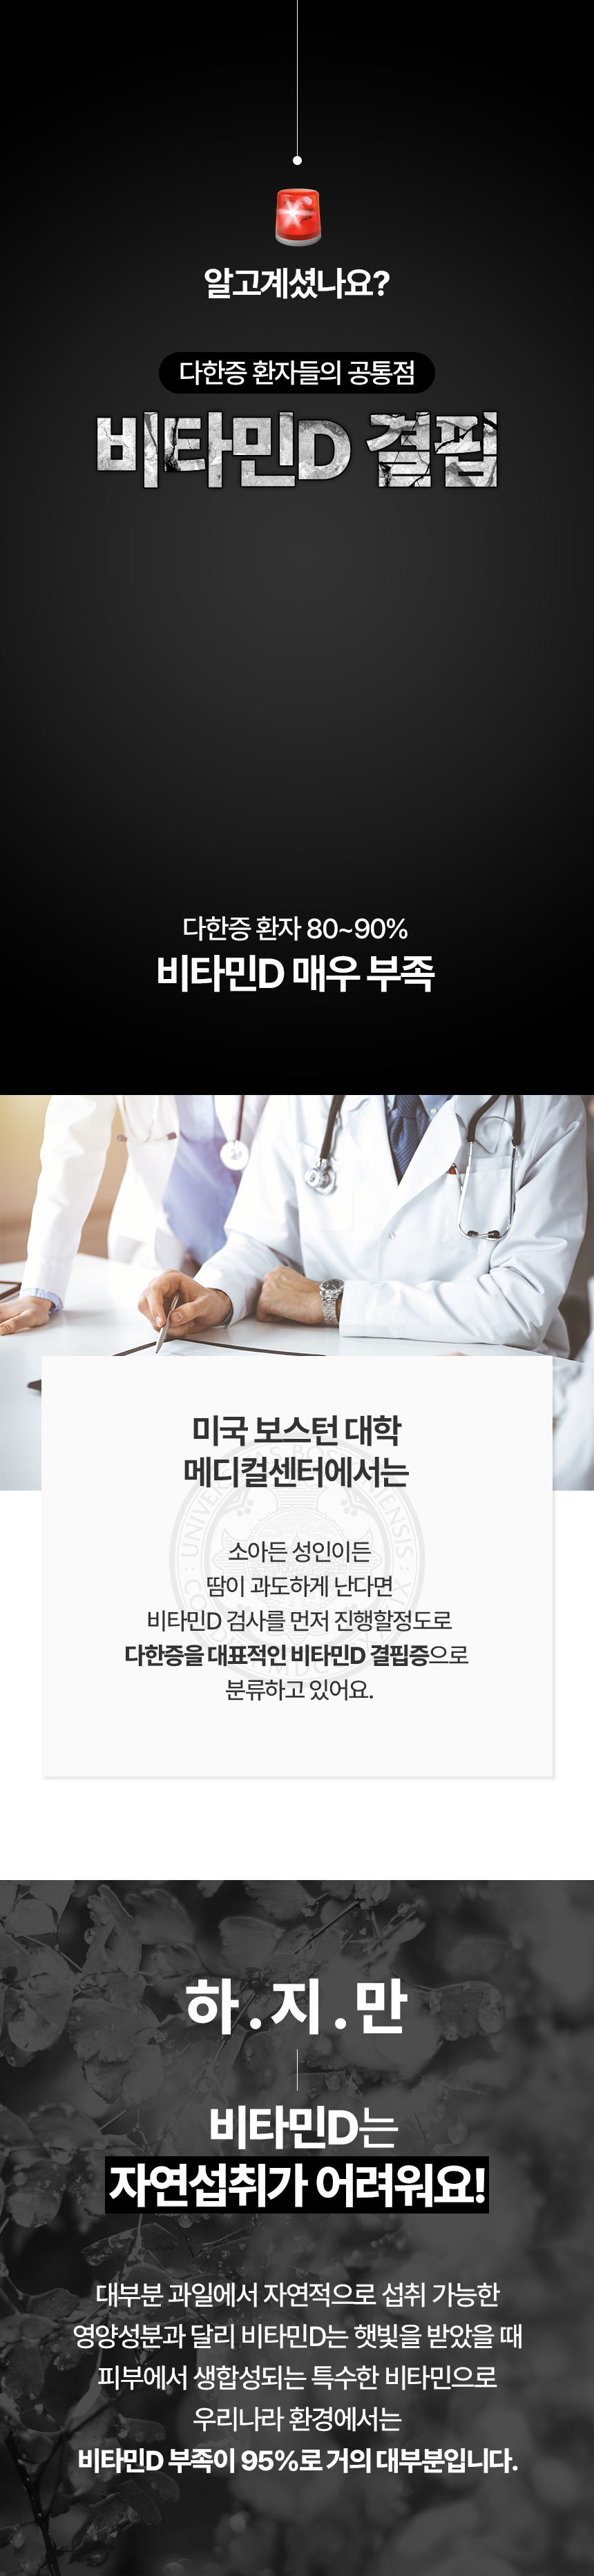 알고계셨나요?
다한증 환자들의 공통점
비타민D 결핍
다한증 환자 80~90%
비타민D 매우 부족
미국 보스턴 대학
메디컬센터에서는
소아든 성인이든
땀이 과도하게 난다면
비타민D 검사를 먼저 진행할정도로
다한증을 대표적인 비타민D 결핍증으로
분류하고 있어요.
하.지.만
비타민D는
자연섭취가 어려워요!
대부분 과일에서 자연적으로 섭취 가능한
영양성분과 달리 비타민D는 햇빛을 받았을 때
피부에서 생합성되는 특수한 비타민으로
우리나라 환경에서는
비타민D 부족이 95%로 거의 대부분입니다.